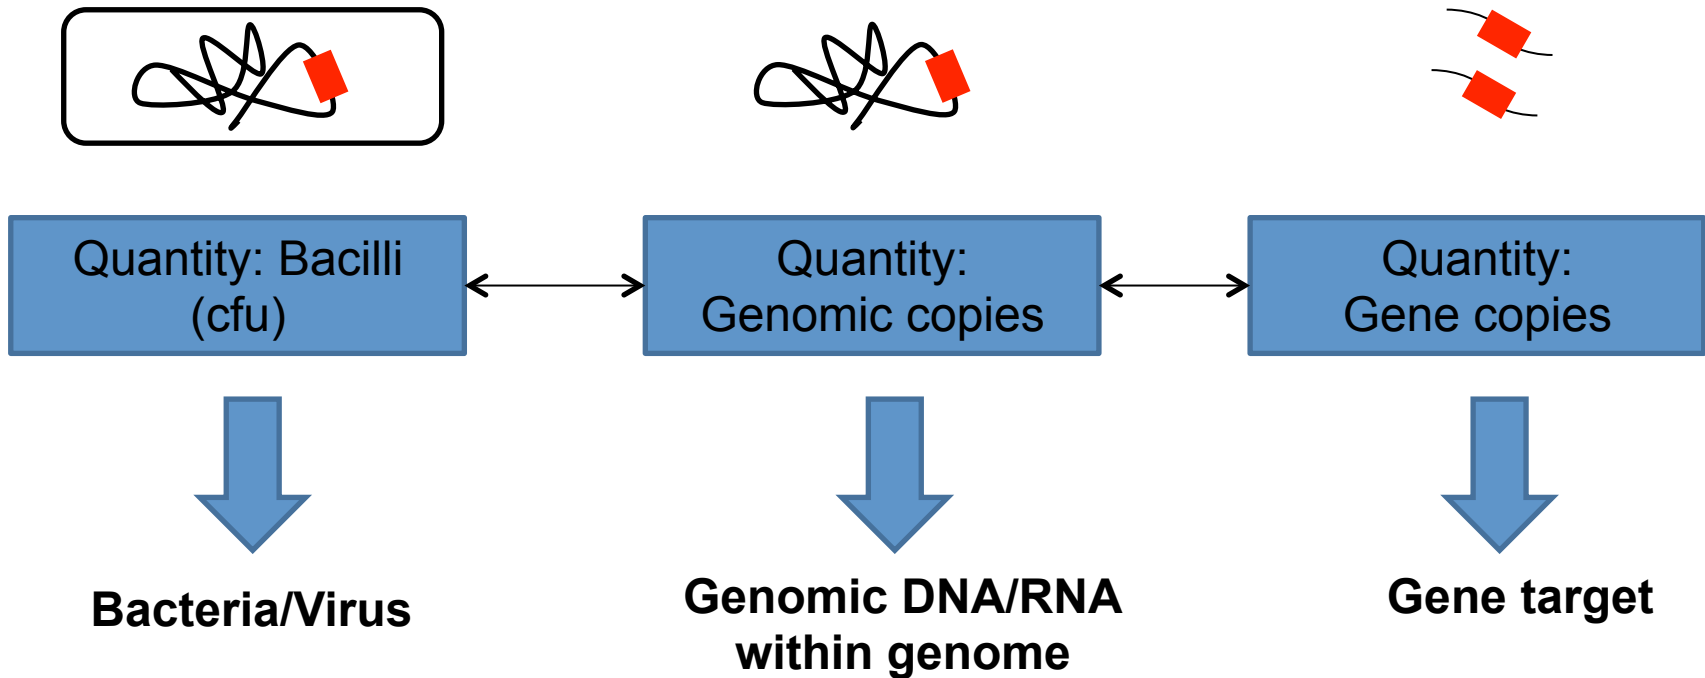 Quantity: Bacilli
(cfu)
Quantity:
Genomic copies
Quantity:
Gene copies
Bacteria/Virus
Genomic DNA/RNA
within genome
Gene target